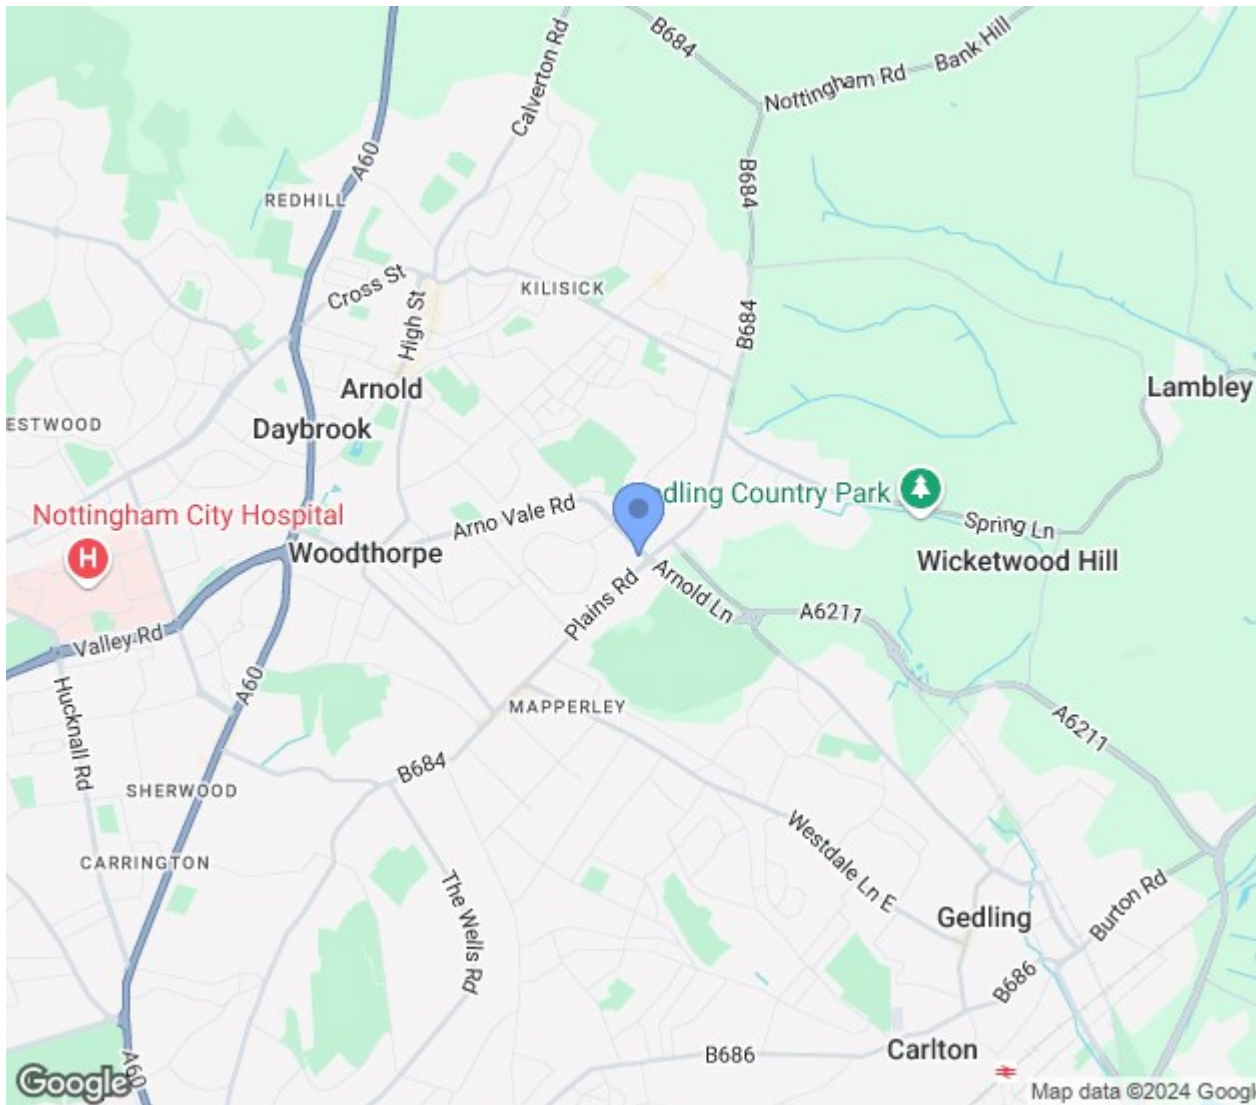 B684
Calverton Rd
Bank Hill
Nottingham Rd
A60
B684
REDHILL
Cross St
KILISICK
High St
B684
Arnold
Lambley
ESTWOOD
Daybrook
dling Country Park
Nottingham City Hospital
H
Arno Vale Rd
Spring Ln
Woodthorpe
Wicketwood Hill
Plains Rd
Arnold Ln
A6211
Valley Rd
A60
Hucknall Rd
MAPPERLEY
A6211
B684
SHERWOOD
CARRINGTON
Westdale Ln E
The Wells Rd
Gedling
Burton Rd
B686
B686
Carlton
A60
Google
Map data ©2024 Googl